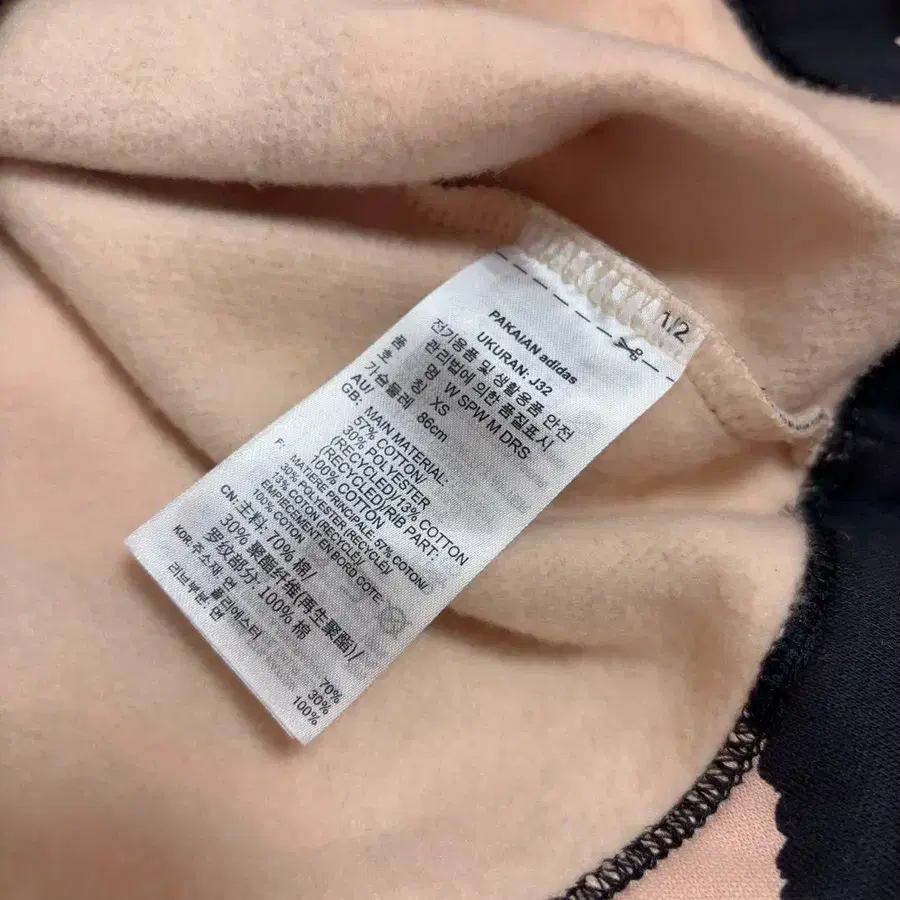 1/2
PAKAIAN adidas
UKURAN: J32
전기용품 및 생활용품 안전
관리법에 의한 품질표시
품 명 W SPW M DRS
호 칭 XS
가슴둘레 86cm
AU/
GB: MAIN MATERIAL:
57% COTTON/
30% POLYESTER
(RECYCLED)/13% COTTON
(RECYCLED)/RIB PART:
100% COTTON
F: MATIERE PRINCIPALE: 57% COTON/
30% POLYESTER (RECYCLE)/
13% COTON (RECYCLE)/
EMPIECEMENT EN BORD COTE:
100% COTON
CN: 主料: 70% 棉/
30% 聚酯纤维(再生聚酯)/
罗纹部分: 100% 棉
KOR: 주소재: 면 70%
폴리에스터 30%
리브부분: 면 100%